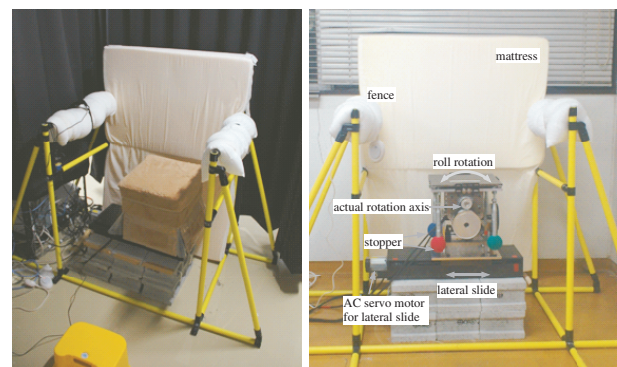 mattress
fence
roll rotation
actual rotation axis
stopper
lateral slide
AC servo motor
for lateral slide